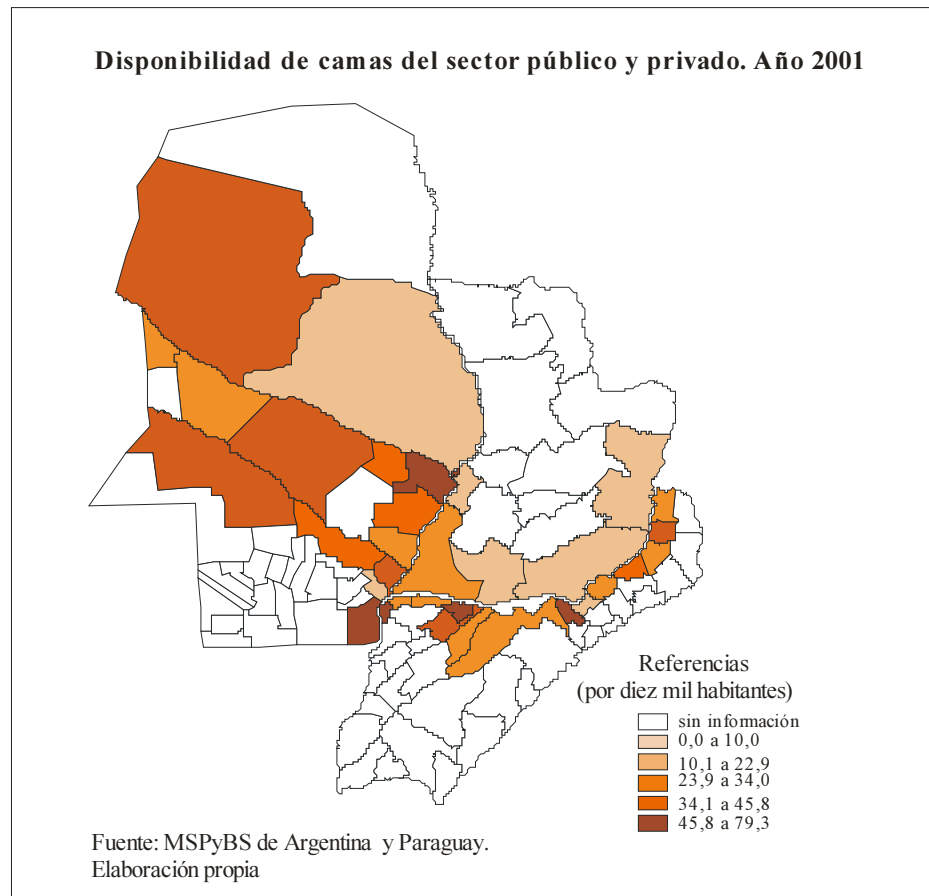 Disponibilidad de camas del sector público y privado. Año 2001
Referencias
(por diez mil habitantes)
sin información
0,0 a 10,0
10,1 a 22,9
23,9 a 34,0
34,1 a 45,8
45,8 a 79,3
Fuente: MSPyBS de Argentina y Paraguay.
Elaboración propia